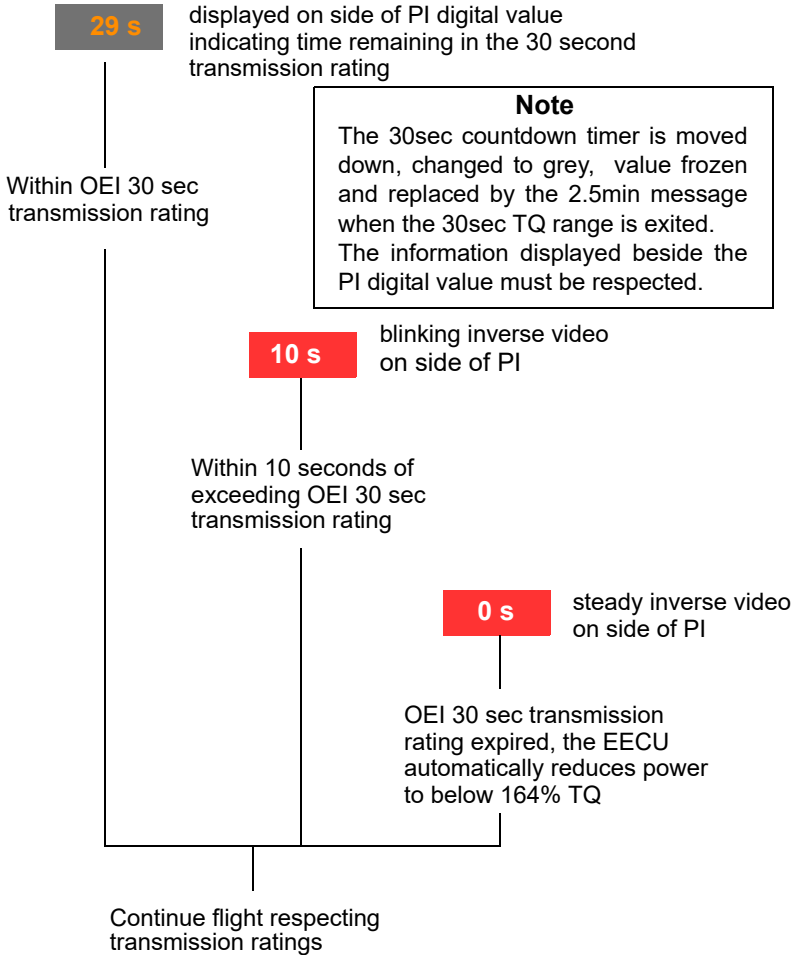 29 s
displayed on side of PI digital value
indicating time remaining in the 30 second
transmission rating
Note
The 30sec countdown timer is moved
down, changed to grey, value frozen
and replaced by the 2.5min message
when the 30sec TQ range is exited.
The information displayed beside the
PI digital value must be respected.
Within OEI 30 sec
transmission rating
10 s
blinking inverse video
on side of PI
Within 10 seconds of
exceeding OEI 30 sec
transmission rating
0 s
steady inverse video
on side of PI
OEI 30 sec transmission
rating expired, the EECU
automatically reduces power
to below 164% TQ
Continue flight respecting
transmission ratings